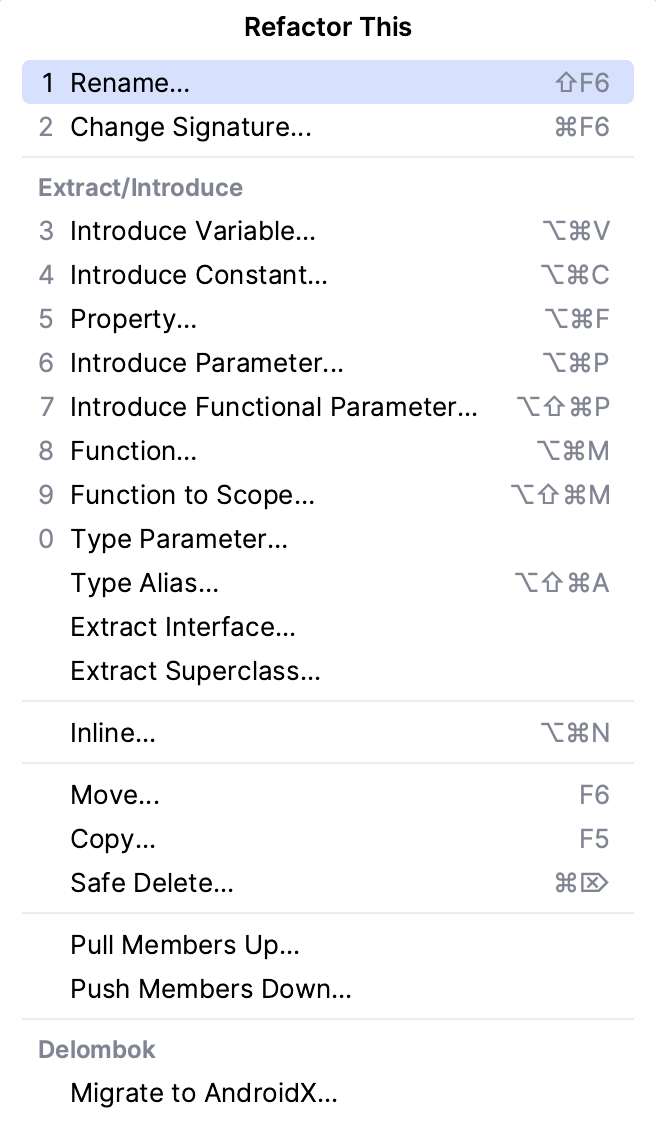 Refactor This
1 Rename... ⇧F6
2 Change Signature... ⌘F6
Extract/Introduce
3 Introduce Variable... ⌥⌘V
4 Introduce Constant... ⌥⌘C
5 Property... ⌥⌘F
6 Introduce Parameter... ⌥⌘P
7 Introduce Functional Parameter... ⌥⇧⌘P
8 Function... ⌥⌘M
9 Function to Scope... ⌥⇧⌘M
0 Type Parameter...
Type Alias... ⌥⇧⌘A
Extract Interface...
Extract Superclass...
Inline... ⌥⌘N
Move... F6
Copy... F5
Safe Delete... ⌘⌦
Pull Members Up...
Push Members Down...
Delombok
Migrate to AndroidX...